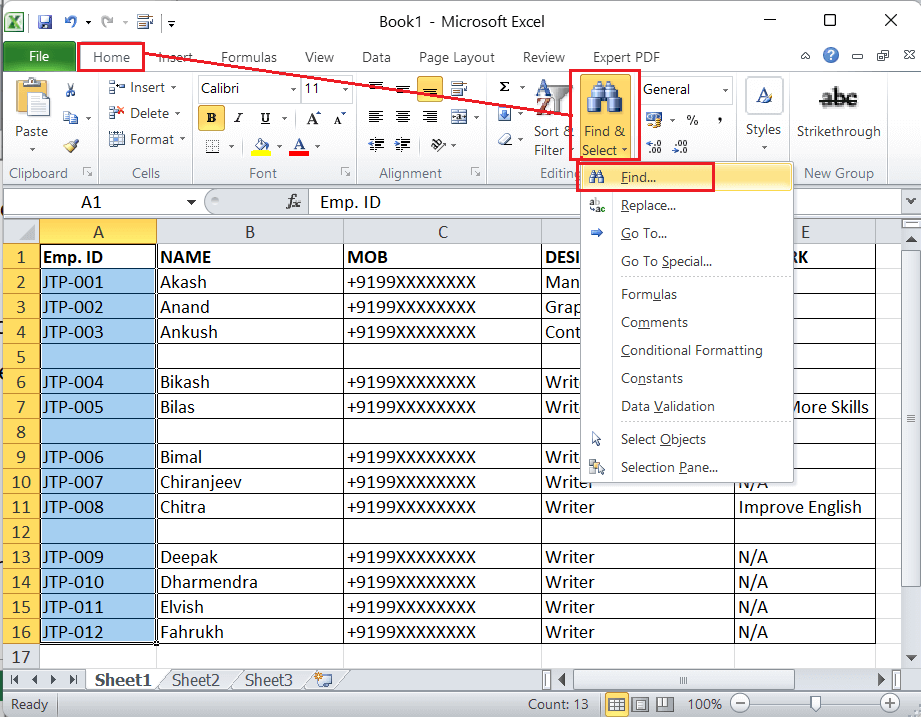 Book1 - Microsoft Excel
File Home Insert Formulas View Data Page Layout Review Expert PDF
Calibri 11 General
Insert
Delete
Format
Paste
B I U A A
A
Σ A Z
Sort &
Filter
Find &
Select
% ,
.0 .00 .00 .0
Styles
abc
Strikethrough
Clipboard Cells Font Alignment Editing New Group
A1 fx Emp. ID
A B C E
1 Emp. ID NAME MOB DESI RK
2 JTP-001 Akash +9199XXXXXXXX Man
3 JTP-002 Anand +9199XXXXXXXX Grap
4 JTP-003 Ankush +9199XXXXXXXX Cont
5
6 JTP-004 Bikash +9199XXXXXXXX Write
7 JTP-005 Bilas +9199XXXXXXXX Write More Skills
8
9 JTP-006 Bimal +9199XXXXXXXX Write
10 JTP-007 Chiranjeev +9199XXXXXXXX Writer N/A
11 JTP-008 Chitra +9199XXXXXXXX Writer Improve English
12
13 JTP-009 Deepak +9199XXXXXXXX Writer N/A
14 JTP-010 Dharmendra +9199XXXXXXXX Writer N/A
15 JTP-011 Elvish +9199XXXXXXXX Writer N/A
16 JTP-012 Fahrukh +9199XXXXXXXX Writer N/A
17
Find...
Replace...
Go To...
Go To Special...
Formulas
Comments
Conditional Formatting
Constants
Data Validation
Select Objects
Selection Pane...
Sheet1 Sheet2 Sheet3
Ready Count: 13 100%